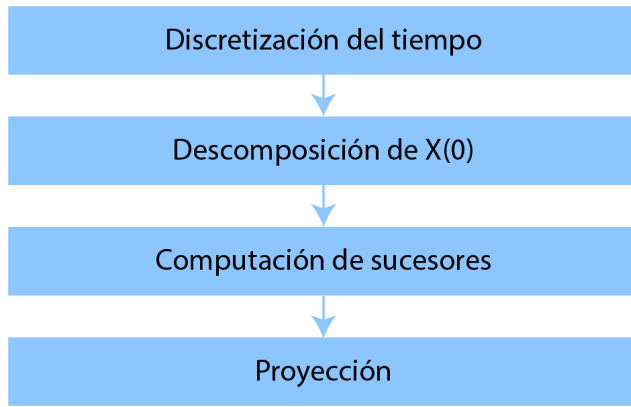 Discretización del tiempo
Descomposición de X(0)
Computación de sucesores
Proyección